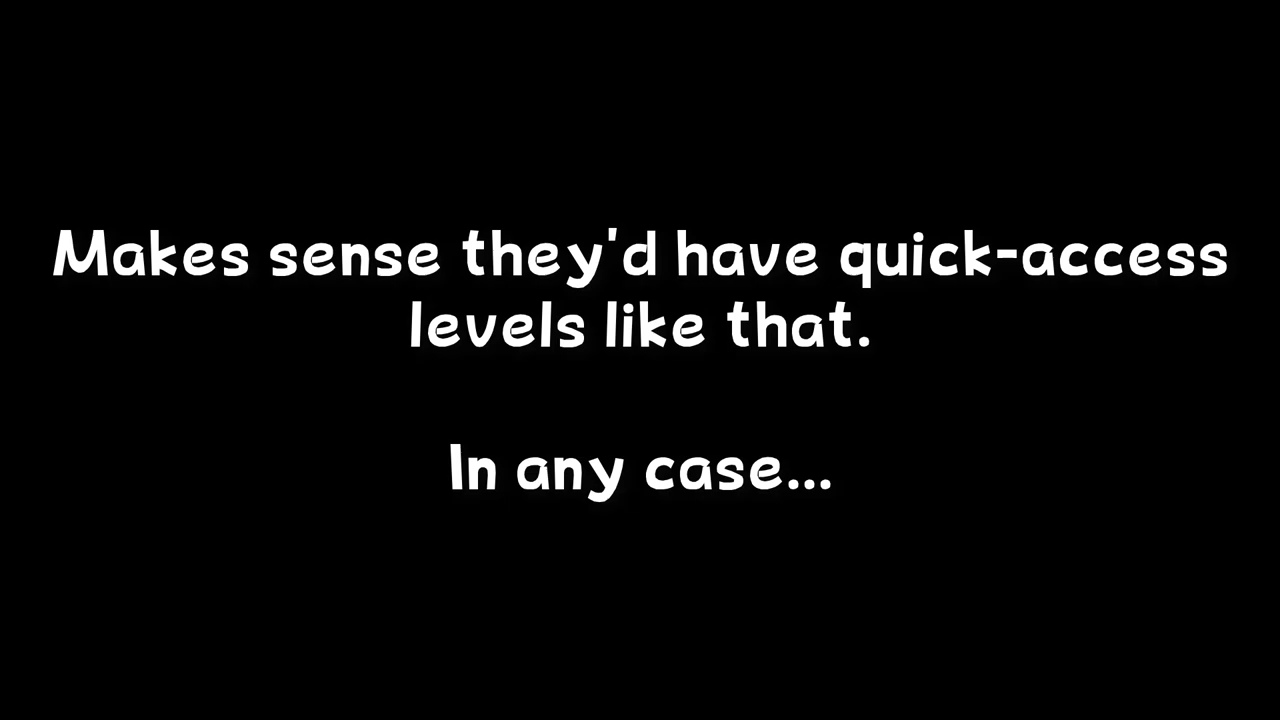 Makes sense they'd have quick-access
levels like that.
In any case...